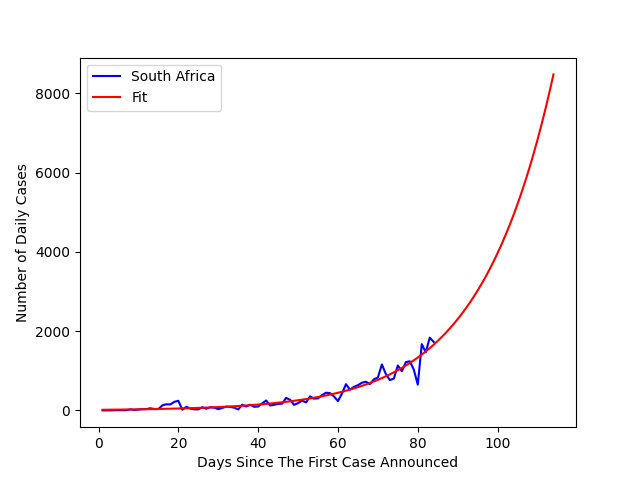 South Africa
Fit
8000
6000
4000
2000
0
Number of Daily Cases
0 20 40 60 80 100
Days Since The First Case Announced